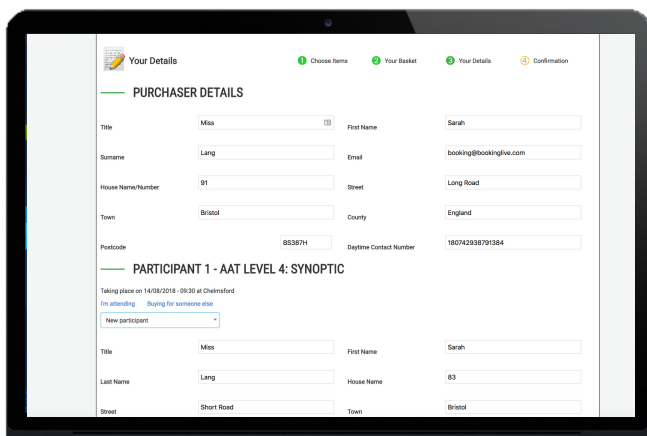 Your Details
1 Choose Items 2 Your Basket 3 Your Details 4 Confirmation
PURCHASER DETAILS
Title Miss First Name Sarah
Surname Lang Email booking@bookinglive.com
House Name/Number 91 Street Long Road
Town Bristol County England
Postcode BS387H Daytime Contact Number 180742938791384
PARTICIPANT 1 - AAT LEVEL 4: SYNOPTIC
Taking place on 14/08/2018 - 09:30 at Chelmsford
I'm attending Buying for someone else
New participant
Title Miss First Name Sarah
Last Name Lang House Name 83
Street Short Road Town Bristol